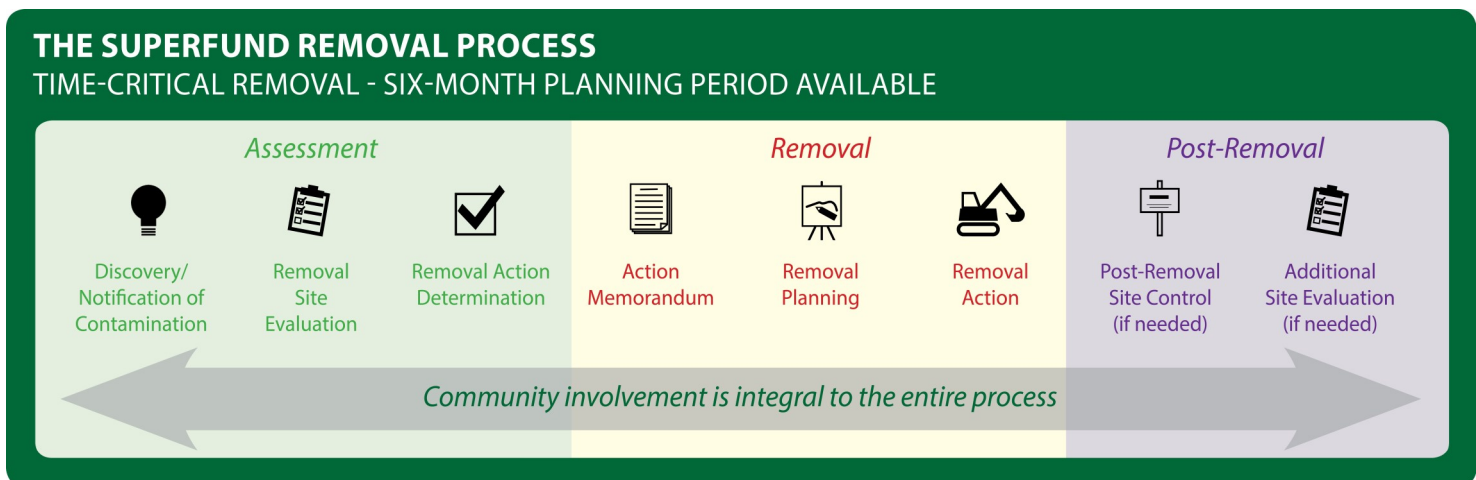 THE SUPERFUND REMOVAL PROCESS
TIME-CRITICAL REMOVAL - SIX-MONTH PLANNING PERIOD AVAILABLE
Assessment
Discovery/
Notification of
Contamination
Removal
Site
Evaluation
Removal Action
Determination
Removal
Action
Memorandum
Removal
Planning
Removal
Action
Post-Removal
Post-Removal
Site Control
(if needed)
Additional
Site Evaluation
(if needed)
Community involvement is integral to the entire process